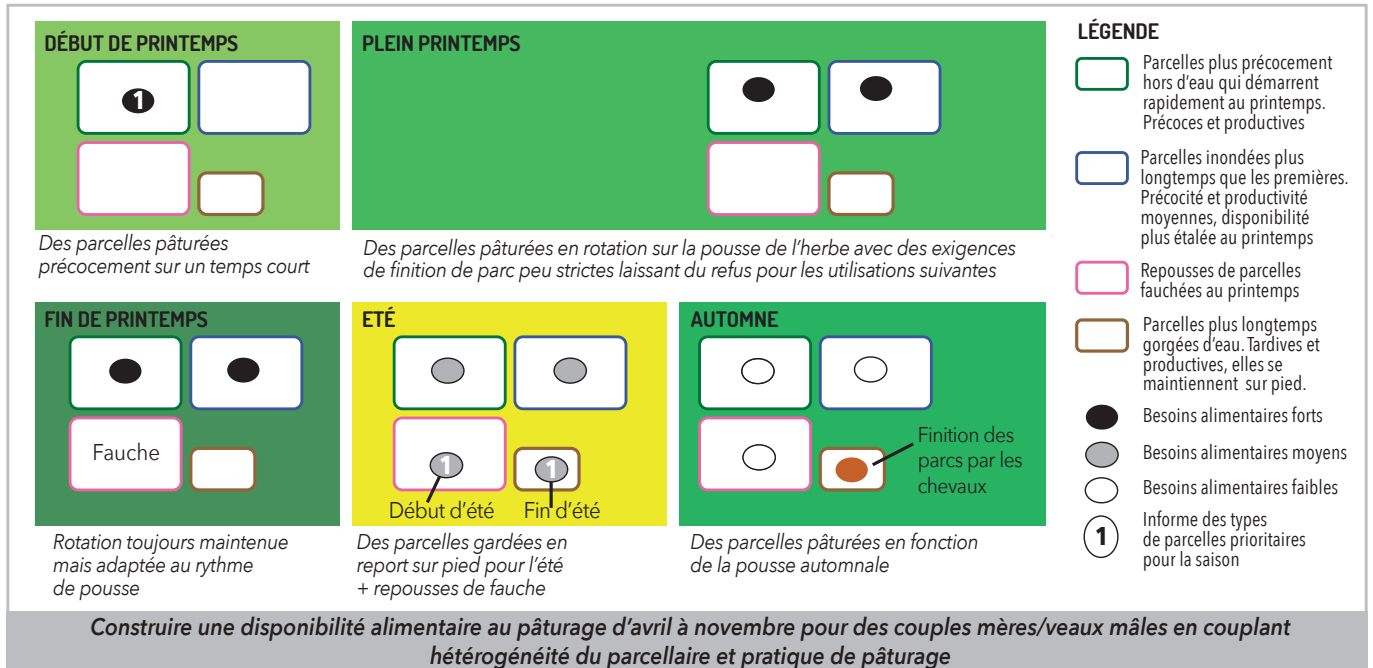 DÉBUT DE PRINTEMPS
1
Des parcelles pâturées
précocement sur un temps court
PLEIN PRINTEMPS
Des parcelles pâturées en rotation sur la pousse de l'herbe avec des exigences
de finition de parc peu strictes laissant du refus pour les utilisations suivantes
FIN DE PRINTEMPS
Fauche
Rotation toujours maintenue
mais adaptée au rythme
de pousse
ETÉ
1
1
Début d'été
Fin d'été
Des parcelles gardées en
report sur pied pour l'été
+ repousses de fauche
AUTOMNE
Finition des
parcs par les
chevaux
Des parcelles pâturées en fonction
de la pousse automnale
LÉGENDE
Parcelles plus précocement
hors d'eau qui démarrent
rapidement au printemps.
Précoces et productives
Parcelles inondées plus
longtemps que les premières.
Précocité et productivité
moyennes, disponibilité
plus étalée au printemps
Repousses de parcelles
fauchées au printemps
Parcelles plus longtemps
gorgées d'eau. Tardives et
productives, elles se
maintiennent sur pied.
Besoins alimentaires forts
Besoins alimentaires moyens
Besoins alimentaires faibles
1
Informe des types
de parcelles prioritaires
pour la saison
Construire une disponibilité alimentaire au pâturage d'avril à novembre pour des couples mères/veaux mâles en couplant
hétérogénéité du parcellaire et pratique de pâturage